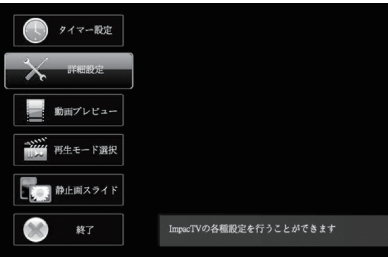 タイマー設定
詳細設定
動画プレビュー
再生モード選択
静止画スライド
終了
ImpacTVの各種設定を行うことができます